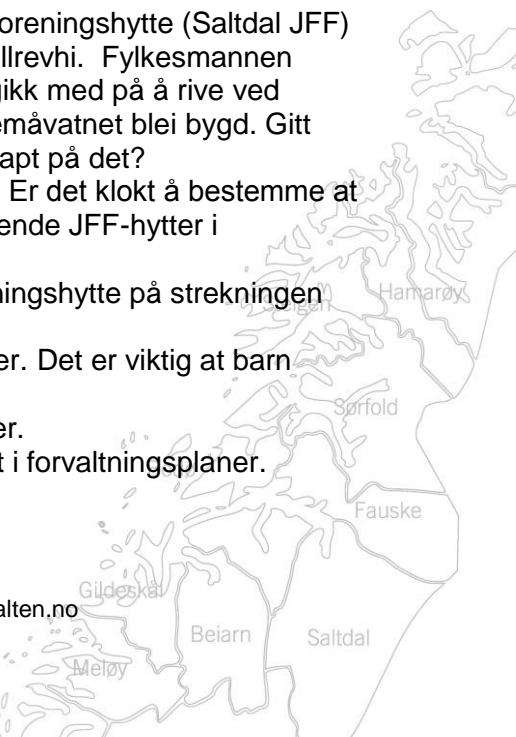 oreningshytte (Saltdal JFF)
llrevhi. Fylkesmannen
gikk med på å rive ved
emåvatnet blei bygd. Gitt
apt på det?
Er det klokt å bestemme at
ende JFF-hytter i
ningshytte på strekningen
er. Det er viktig at barn
er.
t i forvaltningsplaner.
alten.no
Hamarøy
Sørfold
Fauske
Gildeskål
Beiarn
Saltdal
Meløy